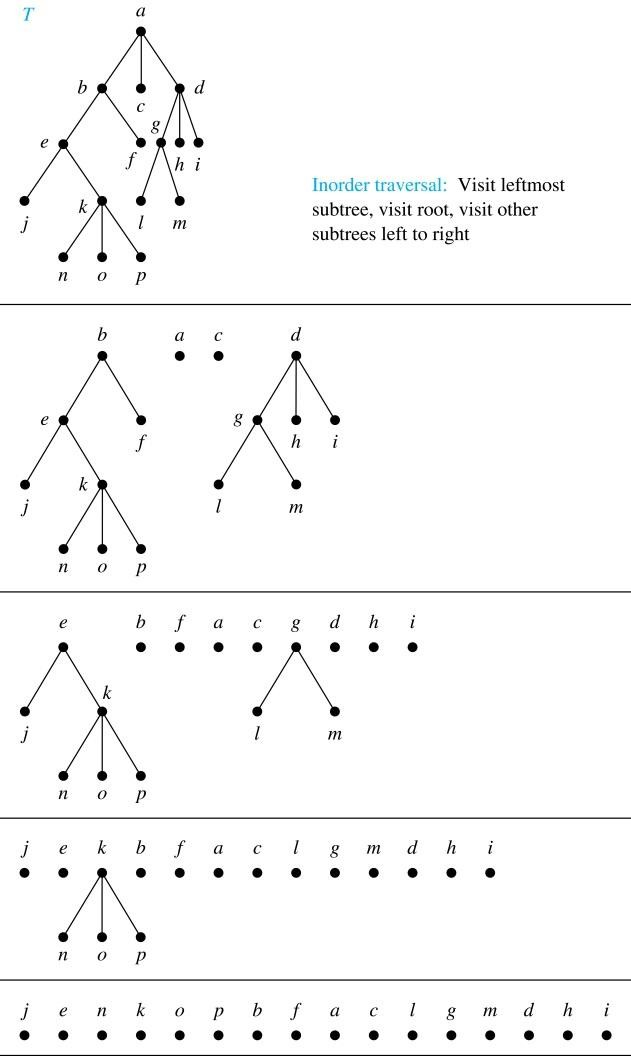 T
a
b
c
d
g
e
f
h i
j
k
l
m
n
o
p
Inorder traversal: Visit leftmost
subtree, visit root, visit other
subtrees left to right
b a c d
e
f
g
h
i
j
k
l
m
n
o
p
e b f a c g d h i
k
j
l
m
n o p
j e k b f a c l g m d h i
n o p
j e n k o p b f a c l g m d h i